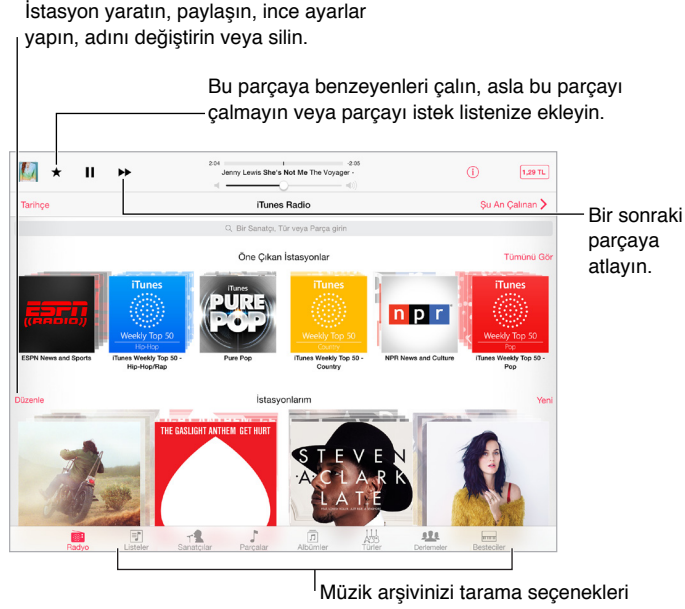 İstasyon yaratın, paylaşın, ince ayarlar
yapın, adını değiştirin veya silin.
Bu parçaya benzeyenleri çalın, asla bu parçayı
çalmayın veya parçayı istek listenize ekleyin.
2:04 -2:05
Jenny Lewis She's Not Me The Voyager -
1,29 TL
Tarihçe iTunes Radio Şu An Çalınan
Bir sonraki
parçaya
atlayın.
Bir Sanatçı, Tür veya Parça girin
Öne Çıkan İstasyonlar Tümünü Gör
ESPN
((RADIO))
iTunes
Weekly Top 50
Hip-Hop
iTunes
PURE
POP
iTunes
Weekly Top 50
Country
npr
iTunes
Weekly Top 50
Pop
ESPN News and Sports
iTunes Weekly Top 50 -
Hip-Hop/Rap
Pure Pop
iTunes Weekly Top 50 -
Country
NPR News and Culture
iTunes Weekly Top 50 -
Pop
Düzenle İstasyonlarım Yeni
THE GASLIGHT ANTHEM GET HURT
STEVEN
A CLARK
LATE
Radyo Listeler Sanatçılar Parçalar Albümler Türler Derlemeler Besteciler
Müzik arşivinizi tarama seçenekleri